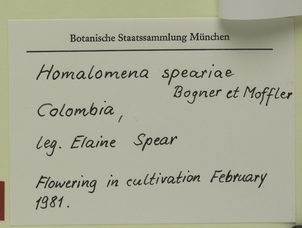 Botanische Staatssammlung München
Homalomena speariae
Bogner et Moffler
Colombia,
leg. Elaine Spear
Flowering in cultivation February
1981.